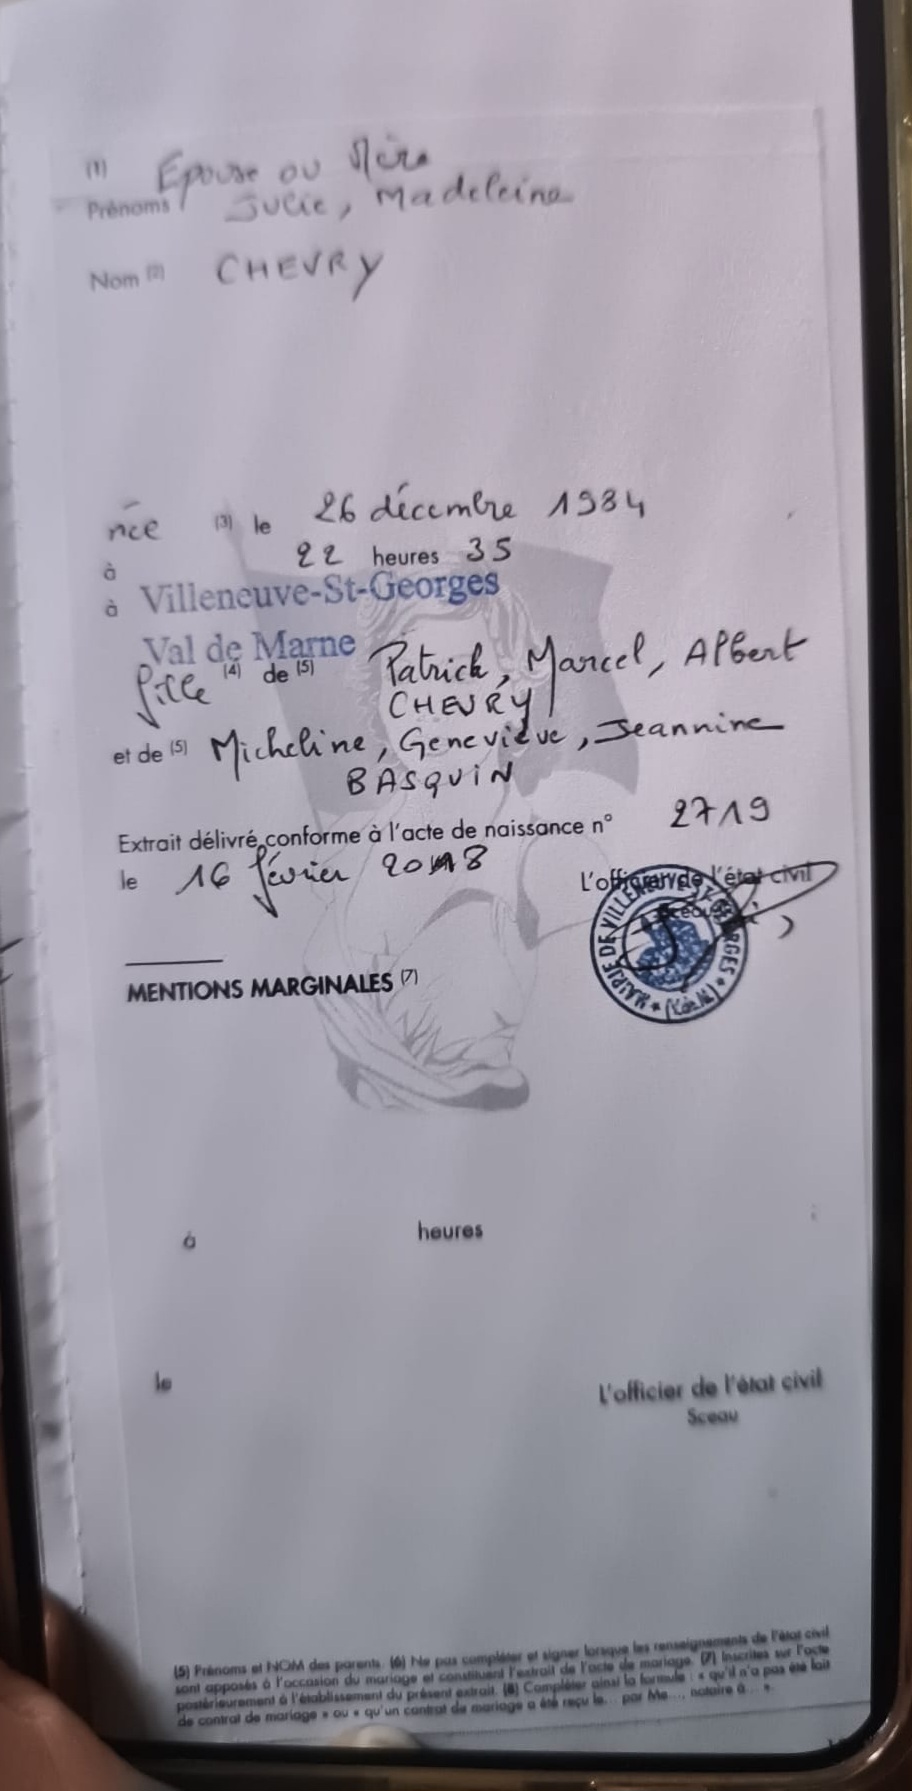 (1) Epouse ou Mère
Prénoms Julie, Madeleine
Nom (2) CHEVRY
née (3) le 26 décembre 1984
à 22 heures 35
à Villeneuve-St-Georges
Val de Marne
fille (4) de (5) Patrick, Marcel, Albert
CHEVRY
et de (5) Micheline, Geneviève, Jeannine
BASQUIN
Extrait délivré conforme à l'acte de naissance n° 2719
le 16 février 2018
L'officier de l'état civil
Sceau
MAIRIE DE VILLENEUVE ST GEORGES
MENTIONS MARGINALES (7)
à heures
le
L'officier de l'état civil
Sceau
(5) Prénoms et NOM des parents. (6) Ne pas compléter et signer lorsque les renseignements de l'état civil
sont apposés à l'occasion du mariage et constituent l'extrait de l'acte de mariage. (7) Inscrites sur l'acte
postérieurement à l'établissement du présent extrait. (8) Compléter ainsi la formule : « qu'il n'a pas été fait
de contrat de mariage » ou « qu'un contrat de mariage a été reçu le... par Me..., notaire à... ».